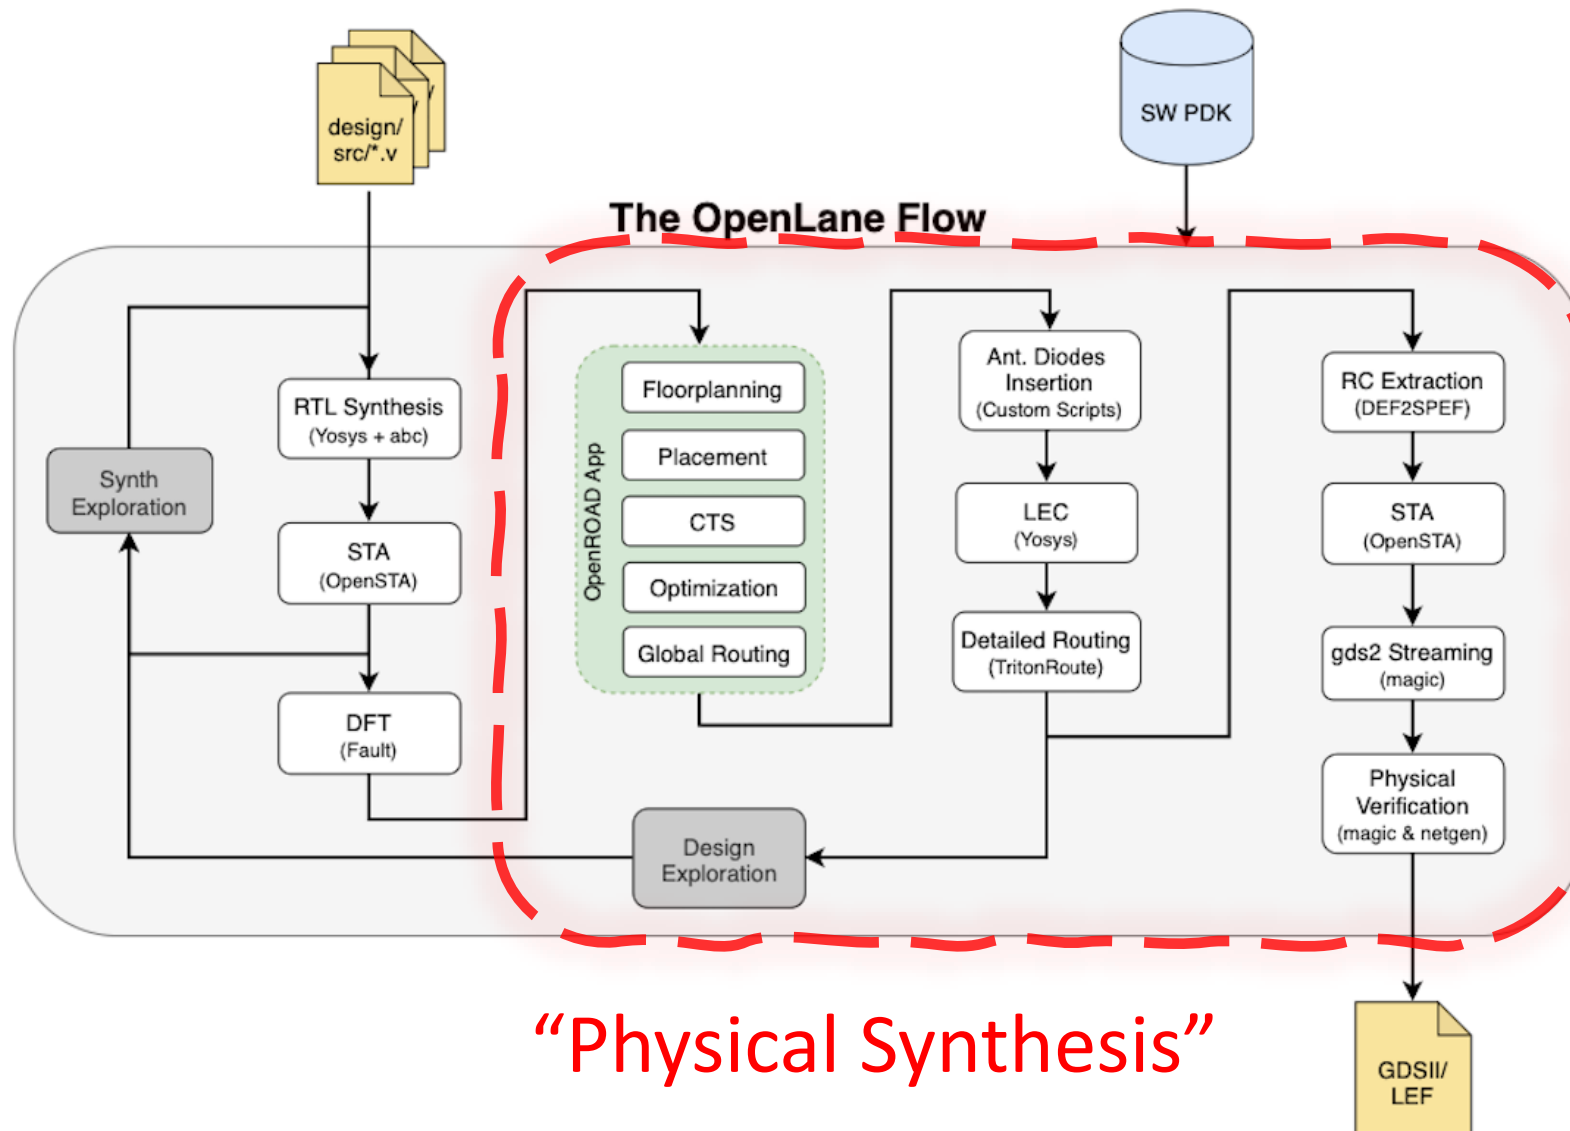 design/
src/*.v
SW PDK
The OpenLane Flow
RTL Synthesis
(Yosys + abc)
Synth
Exploration
STA
(OpenSTA)
DFT
(Fault)
OpenROAD App
Floorplanning
Placement
CTS
Optimization
Global Routing
Ant. Diodes
Insertion
(Custom Scripts)
LEC
(Yosys)
Detailed Routing
(TritonRoute)
Design
Exploration
RC Extraction
(DEF2SPEF)
STA
(OpenSTA)
gds2 Streaming
(magic)
Physical
Verification
(magic & netgen)
“Physical Synthesis”
GDSII/
LEF